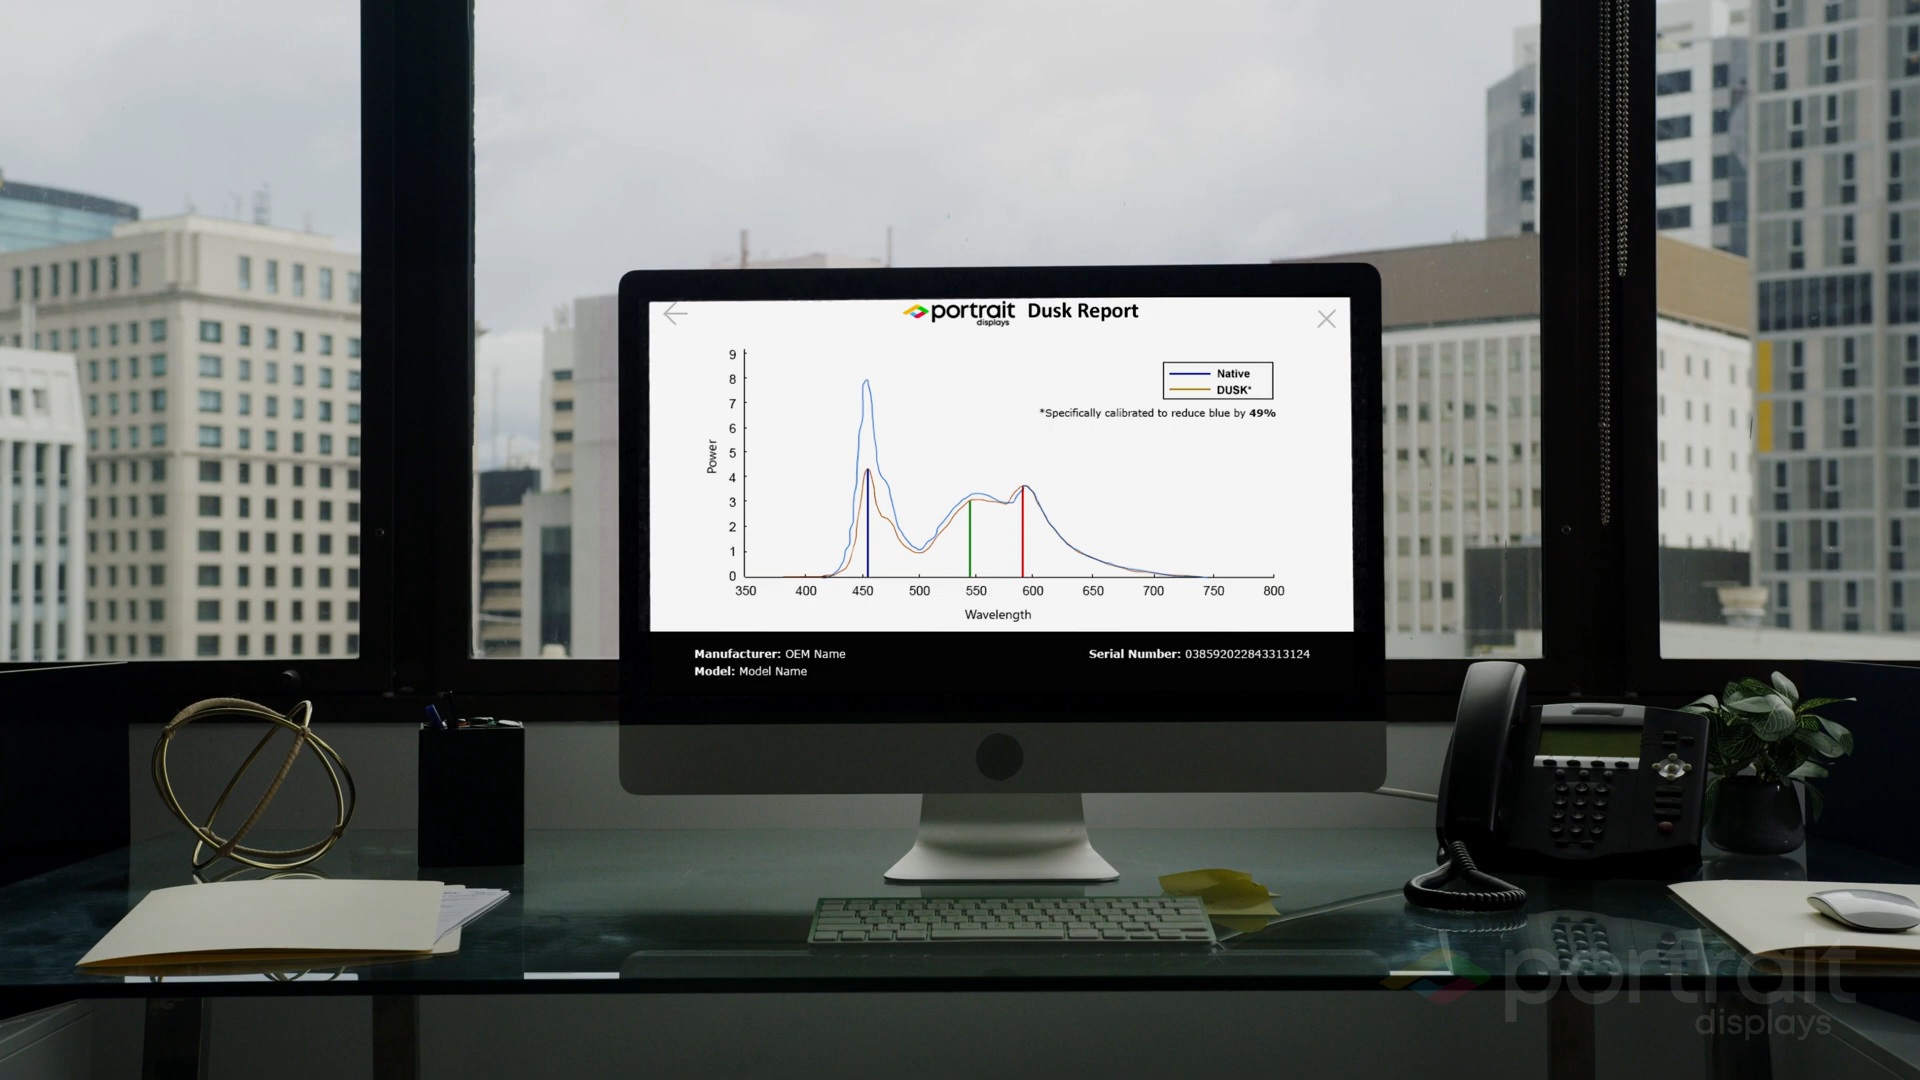 portrait displays Dusk Report
Native
DUSK*
*Specifically calibrated to reduce blue by 49%
9
8
7
6
5
4
3
2
1
0
Power
350 400 450 500 550 600 650 700 750 800
Wavelength
Manufacturer: OEM Name
Serial Number: 038592022843313124
Model: Model Name
portrait
displays